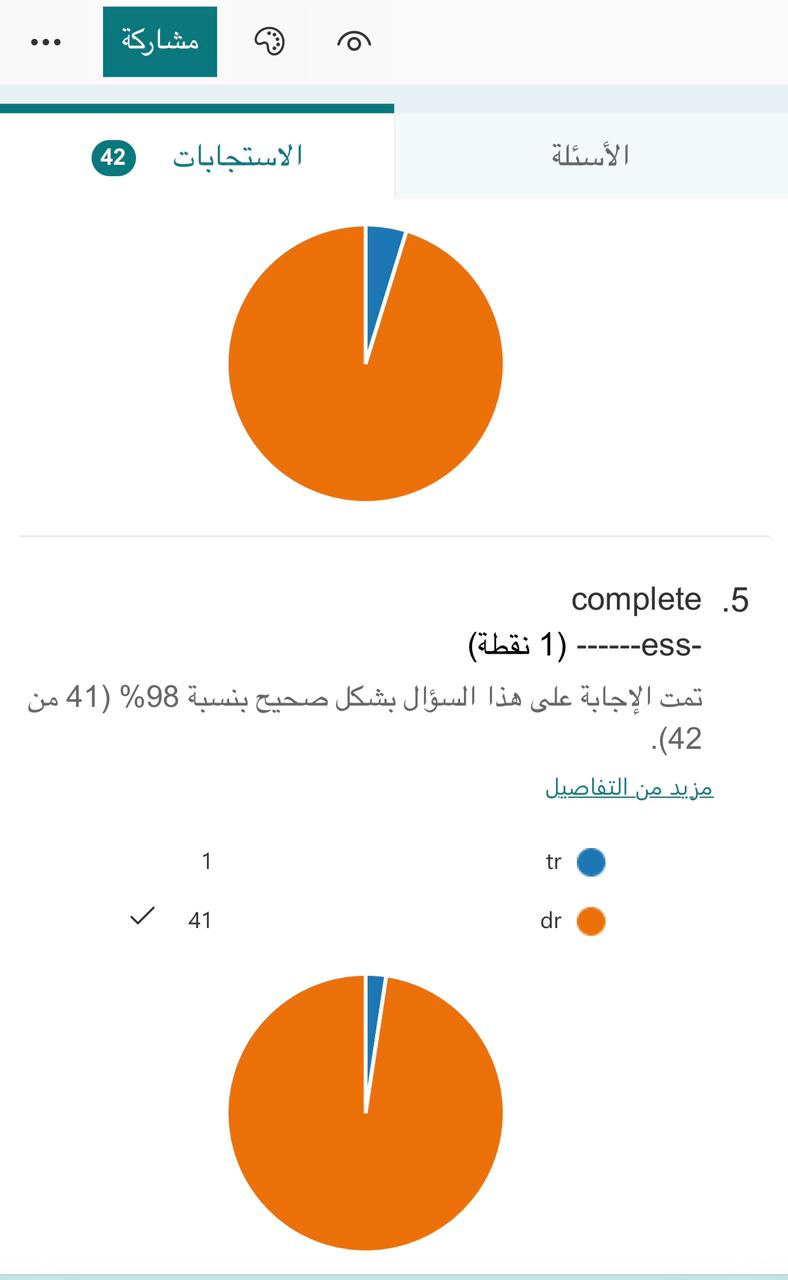 مشاركة
الأسئلة
الاستجابات 42
5. complete
-ess------ (1 نقطة)
تمت الإجابة على هذا السؤال بشكل صحيح بنسبة 98% (41 من
42).
مزيد من التفاصيل
tr 1
dr 41